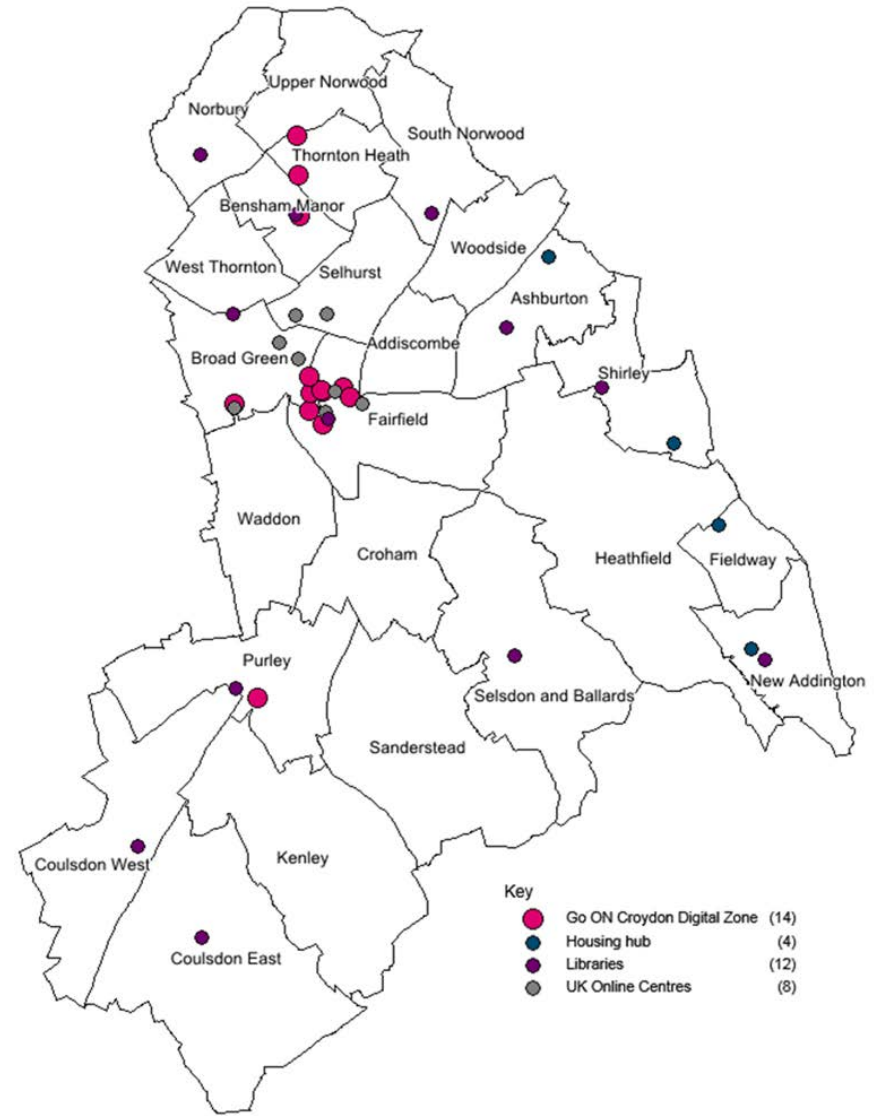 Upper Norwood
Norbury
South Norwood
Thornton Heath
Bensham Manor
Woodside
West Thornton
Selhurst
Ashburton
Addiscombe
Broad Green
Shirley
Fairfield
Waddon
Croham
Heathfield
Fieldway
Purley
New Addington
Selsdon and Ballards
Sanderstead
Kenley
Coulsdon West
Coulsdon East
Key
Go ON Croydon Digital Zone (14)
Housing hub (4)
Libraries (12)
UK Online Centres (8)